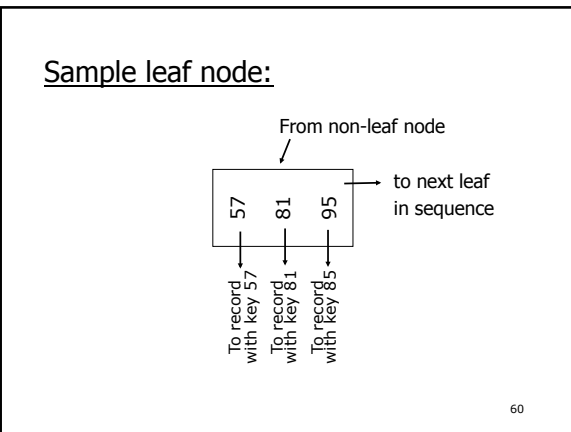 Sample leaf node:
From non-leaf node
to next leaf
in sequence
57
81
95
To record
with key 57
To record
with key 81
To record
with key 85
60